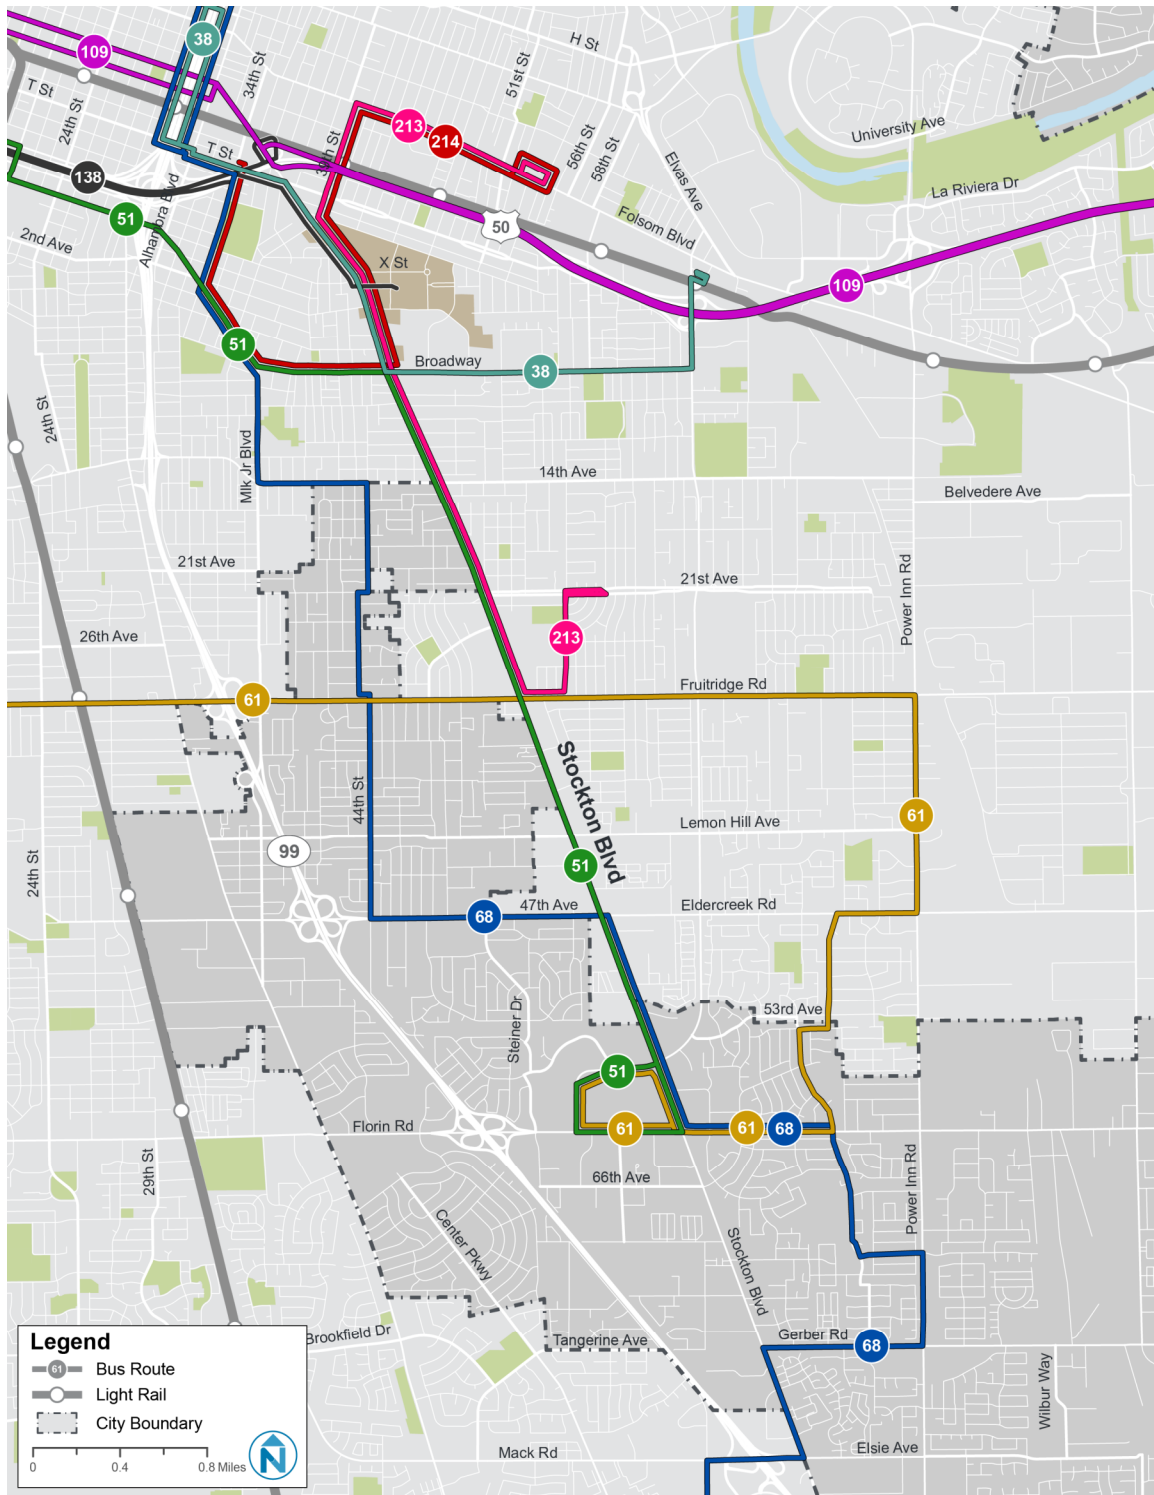 38
109
H St
34th St
51st St
T St
24th St
213
214
39th St
56th St
58th St
University Ave
T St
138
Elvas Ave
La Riviera Dr
51
Alhambra Blvd
50
Folsom Blvd
2nd Ave
X St
109
51
Broadway
38
24th St
Mlk Jr Blvd
14th Ave
Belvedere Ave
21st Ave
21st Ave
Power Inn Rd
26th Ave
213
61
Fruitridge Rd
Stockton Blvd
44th St
61
Lemon Hill Ave
99
24th St
51
68
47th Ave
Eldercreek Rd
53rd Ave
Steiner Dr
51
Florin Rd
61
61
68
29th St
66th Ave
Power Inn Rd
Center Pkwy
Stockton Blvd
Brookfield Dr
Tangerine Ave
Gerber Rd
68
Wilbur Way
Mack Rd
Elsie Ave
Legend
61 Bus Route
Light Rail
City Boundary
0 0.4 0.8 Miles
N